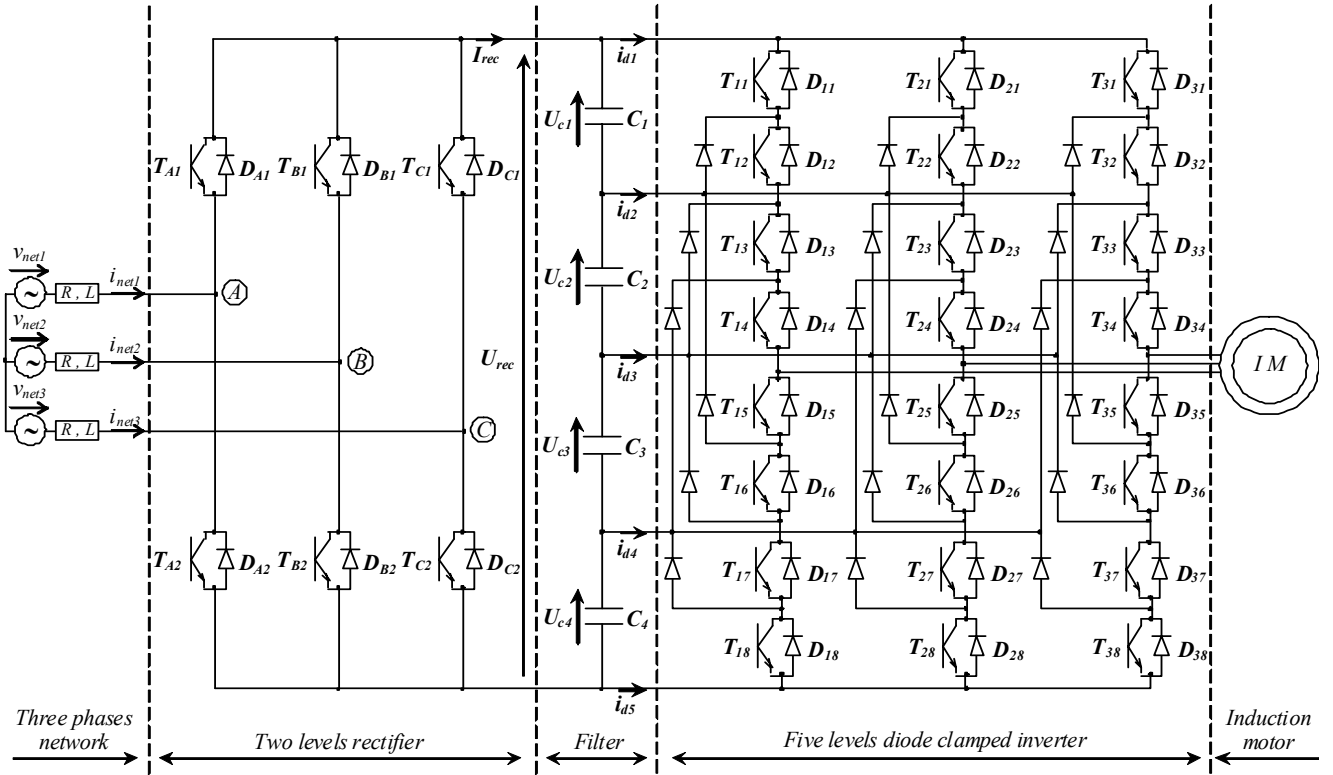 I_rec
i_d1
T_11 D_11 T_21 D_21 T_31 D_31
U_c1 C_1
T_A1 D_A1 T_B1 D_B1 T_C1 D_C1
T_12 D_12 T_22 D_22 T_32 D_32
i_d2
T_13 D_13 T_23 D_23 T_33 D_33
v_net1 i_net1 A
R, L
U_c2 C_2
T_14 D_14 T_24 D_24 T_34 D_34
v_net2 i_net2 B
R, L
U_rec
i_d3
I M
v_net3 i_net3 C
R, L
T_15 D_15 T_25 D_25 T_35 D_35
U_c3 C_3
T_16 D_16 T_26 D_26 T_36 D_36
i_d4
T_A2 D_A2 T_B2 D_B2 T_C2 D_C2
T_17 D_17 T_27 D_27 T_37 D_37
U_c4 C_4
T_18 D_18 T_28 D_28 T_38 D_38
i_d5
Three phases
network
Two levels rectifier
Filter
Five levels diode clamped inverter
Induction
motor